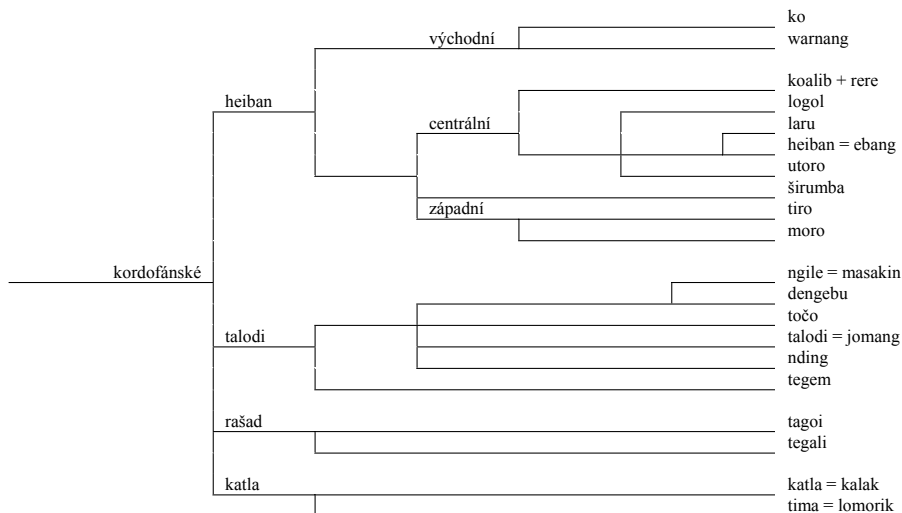 ko
východní
warnang
koalib + rere
heiban
logol
centrální
laru
heiban = ebang
utoro
širumba
západní
tiro
moro
kordofánské
ngile = masakin
dengebu
točo
talodi
talodi = jomang
nding
tegem
rašad
tagoi
tegali
katla
katla = kalak
tima = lomorik